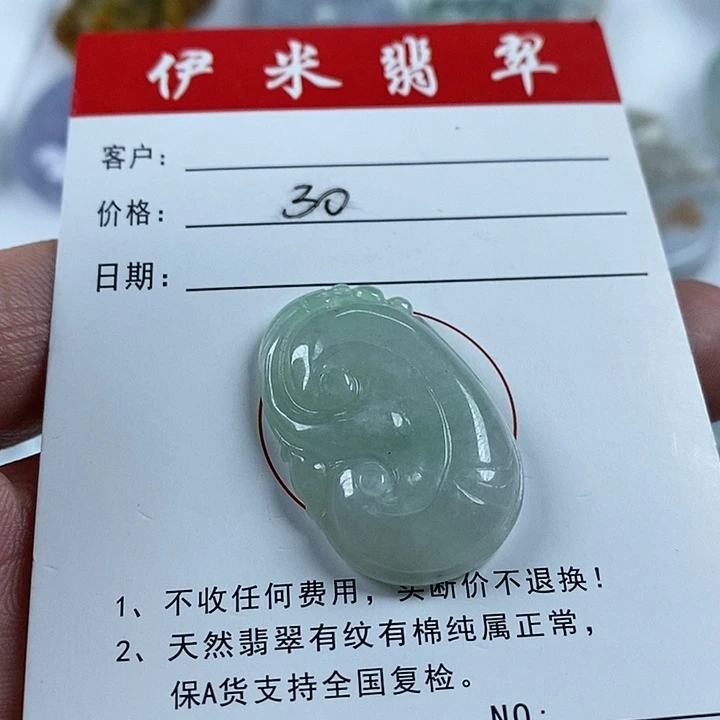 伊米翡翠
客户:
价格: 30
日期:
1、不收任何费用，买断价不退换！
2、天然翡翠有纹有棉纯属正常，
保A货支持全国复检。
NO: